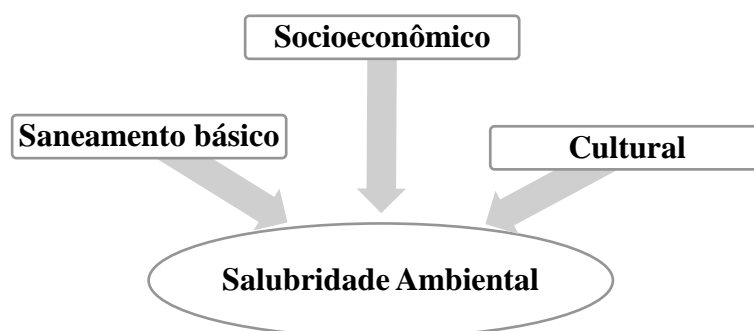 Socioeconômico
Saneamento básico
Cultural
Salubridade Ambiental